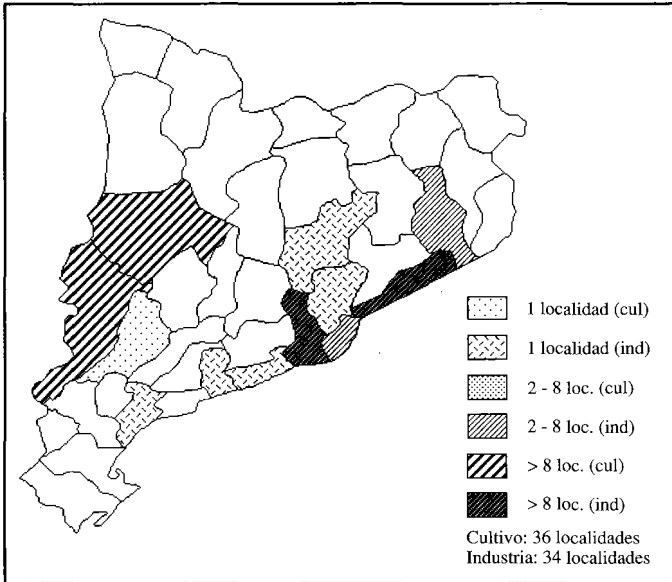 1 localidad (cul)
1 localidad (ind)
2 - 8 loc. (cul)
2 - 8 loc. (ind)
> 8 loc. (cul)
> 8 loc. (ind)
Cultivo: 36 localidades
Industria: 34 localidades